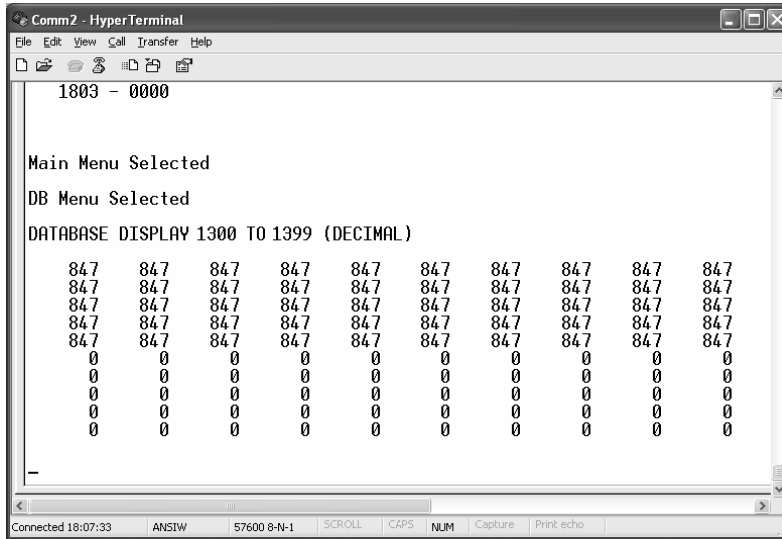 Comm2 - HyperTerminal
File Edit View Call Transfer Help
1803 - 0000
Main Menu Selected
DB Menu Selected
DATABASE DISPLAY 1300 TO 1399 (DECIMAL)
847 847 847 847 847 847 847 847 847 847
847 847 847 847 847 847 847 847 847 847
847 847 847 847 847 847 847 847 847 847
847 847 847 847 847 847 847 847 847 847
847 847 847 847 847 847 847 847 847 847
0 0 0 0 0 0 0 0 0 0
0 0 0 0 0 0 0 0 0 0
0 0 0 0 0 0 0 0 0 0
0 0 0 0 0 0 0 0 0 0
0 0 0 0 0 0 0 0 0 0
_
Connected 18:07:33 ANSIW 57600 8-N-1 SCROLL CAPS NUM Capture Print echo